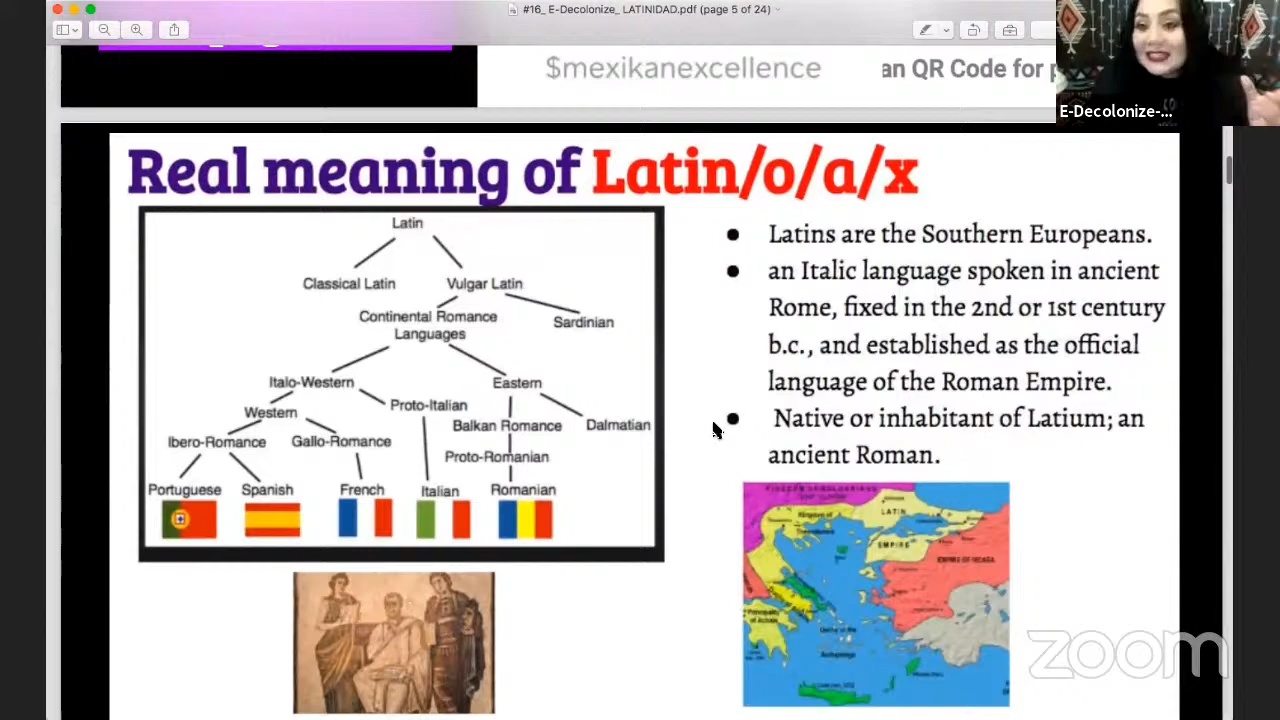 #16_ E-Decolonize_ LATINIDAD.pdf (page 5 of 24)
$mexikanexcellence
an QR Code for p
E-Decolonize-...
Real meaning of Latin/o/a/x
Latin
Classical Latin
Vulgar Latin
Continental Romance
Languages
Sardinian
Italo-Western
Eastern
Western
Proto-Italian
Balkan Romance
Dalmatian
Ibero-Romance
Gallo-Romance
Proto-Romanian
Portuguese
Spanish
French
Italian
Romanian
● Latins are the Southern Europeans.
● an Italic language spoken in ancient
Rome, fixed in the 2nd or 1st century
b.c., and established as the official
language of the Roman Empire.
● Native or inhabitant of Latium; an
ancient Roman.
LATIN
EMPIRE
EMPIRE OF NICAEA
zoom